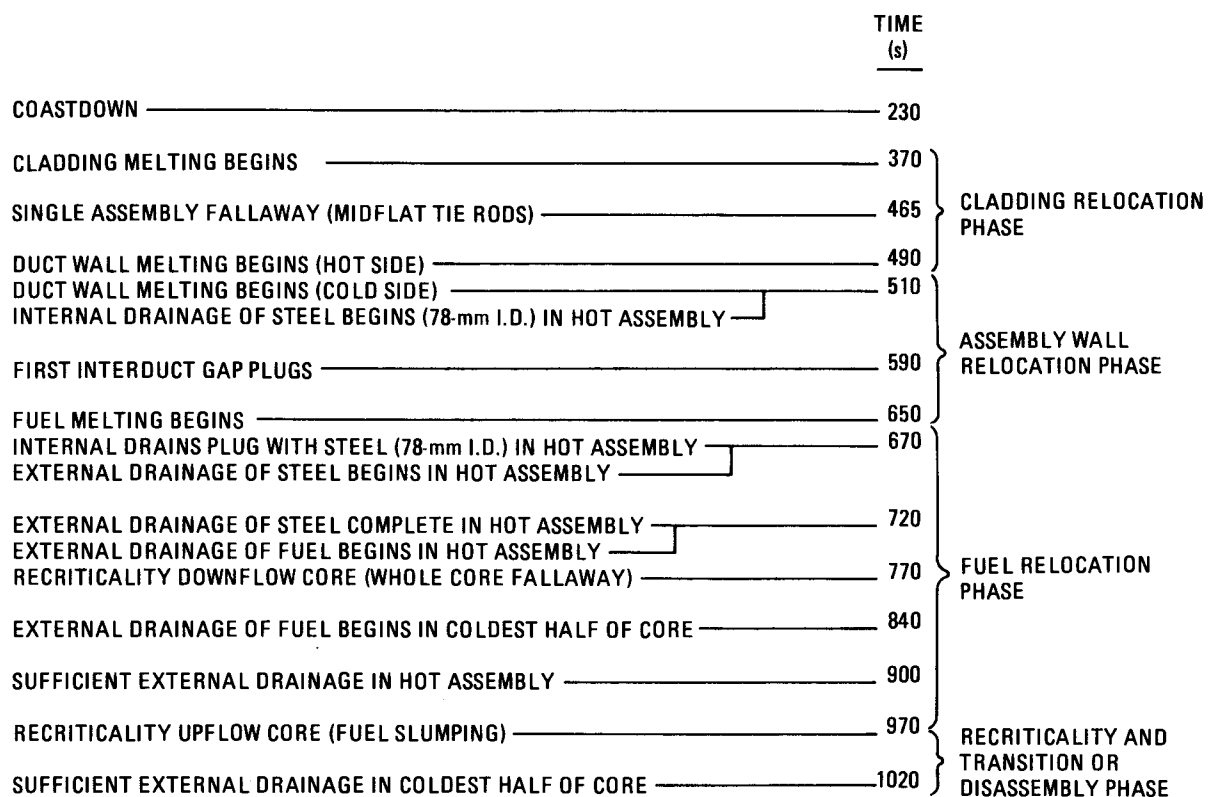 TIME
(s)
COASTDOWN 230
CLADDING MELTING BEGINS 370
SINGLE ASSEMBLY FALLAWAY (MIDFLAT TIE RODS) 465
CLADDING RELOCATION
PHASE
DUCT WALL MELTING BEGINS (HOT SIDE) 490
DUCT WALL MELTING BEGINS (COLD SIDE) 510
INTERNAL DRAINAGE OF STEEL BEGINS (78-mm I.D.) IN HOT ASSEMBLY
ASSEMBLY WALL
RELOCATION PHASE
FIRST INTERDUCT GAP PLUGS 590
FUEL MELTING BEGINS 650
INTERNAL DRAINS PLUG WITH STEEL (78-mm I.D.) IN HOT ASSEMBLY 670
EXTERNAL DRAINAGE OF STEEL BEGINS IN HOT ASSEMBLY
EXTERNAL DRAINAGE OF STEEL COMPLETE IN HOT ASSEMBLY 720
EXTERNAL DRAINAGE OF FUEL BEGINS IN HOT ASSEMBLY
RECRITICALITY DOWNFLOW CORE (WHOLE CORE FALLAWAY) 770
FUEL RELOCATION
PHASE
EXTERNAL DRAINAGE OF FUEL BEGINS IN COLDEST HALF OF CORE 840
SUFFICIENT EXTERNAL DRAINAGE IN HOT ASSEMBLY 900
RECRITICALITY UPFLOW CORE (FUEL SLUMPING) 970
RECRITICALITY AND
TRANSITION OR
DISASSEMBLY PHASE
SUFFICIENT EXTERNAL DRAINAGE IN COLDEST HALF OF CORE 1020